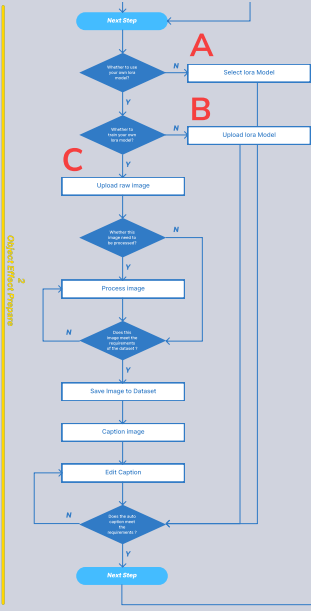 Next Step
A
Whether to use
your own lora
model?
N
Select lora Model
Y
B
Whether to
train your own
lora model?
N
Upload lora Model
Y
C
Upload raw image
Whether this
image need to
be processed?
N
Y
Process image
Does this
image meet the
requirements
of the dataset ?
N
Y
Save Image to Dataset
Caption image
Edit Caption
Does the auto
caption meet
the
requirements ?
N
Y
Next Step